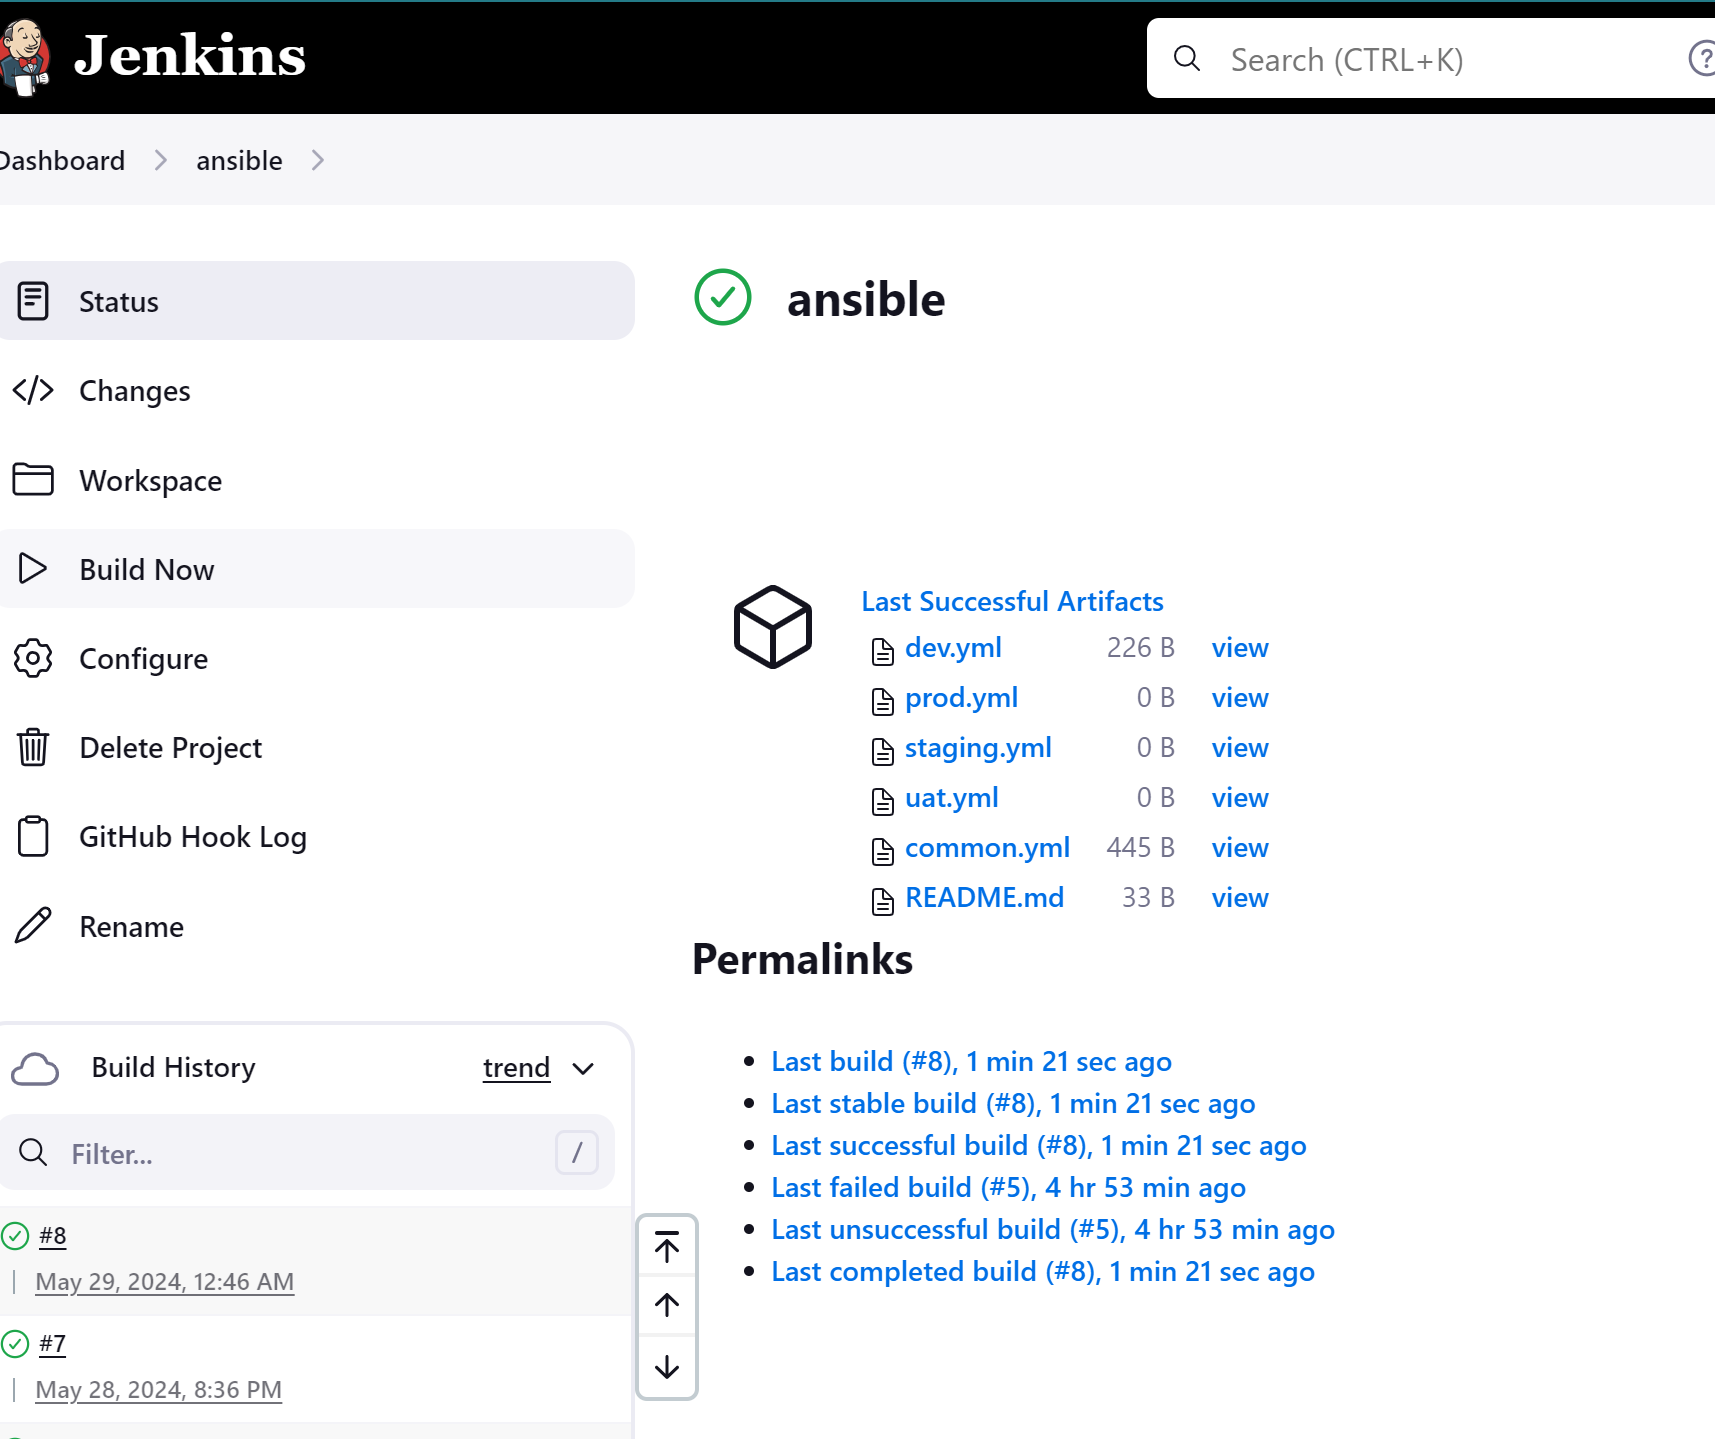 Jenkins
Search (CTRL+K)
Dashboard
ansible
Status
Changes
Workspace
Build Now
Configure
Delete Project
GitHub Hook Log
Rename
Build History
trend
Filter...
/
#8
May 29, 2024, 12:46 AM
#7
May 28, 2024, 8:36 PM
ansible
Last Successful Artifacts
dev.yml 226 B view
prod.yml 0 B view
staging.yml 0 B view
uat.yml 0 B view
common.yml 445 B view
README.md 33 B view
Permalinks
Last build (#8), 1 min 21 sec ago
Last stable build (#8), 1 min 21 sec ago
Last successful build (#8), 1 min 21 sec ago
Last failed build (#5), 4 hr 53 min ago
Last unsuccessful build (#5), 4 hr 53 min ago
Last completed build (#8), 1 min 21 sec ago